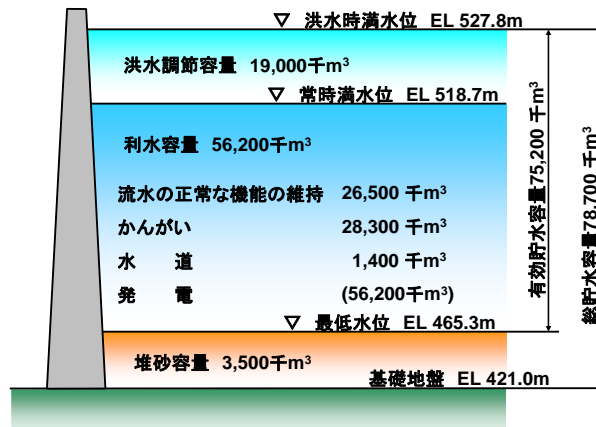 ▽ 洪水時満水位 EL 527.8m
洪水調節容量 19,000千m³
▽ 常時満水位 EL 518.7m
利水容量 56,200千m³
流水の正常な機能の維持 26,500 千m³
かんがい 28,300 千m³
水 道 1,400 千m³
発 電 (56,200千m³)
▽ 最低水位 EL 465.3m
堆砂容量 3,500千m³
基礎地盤 EL 421.0m
有効貯水容量75,200 千m³
総貯水容量78,700 千m³